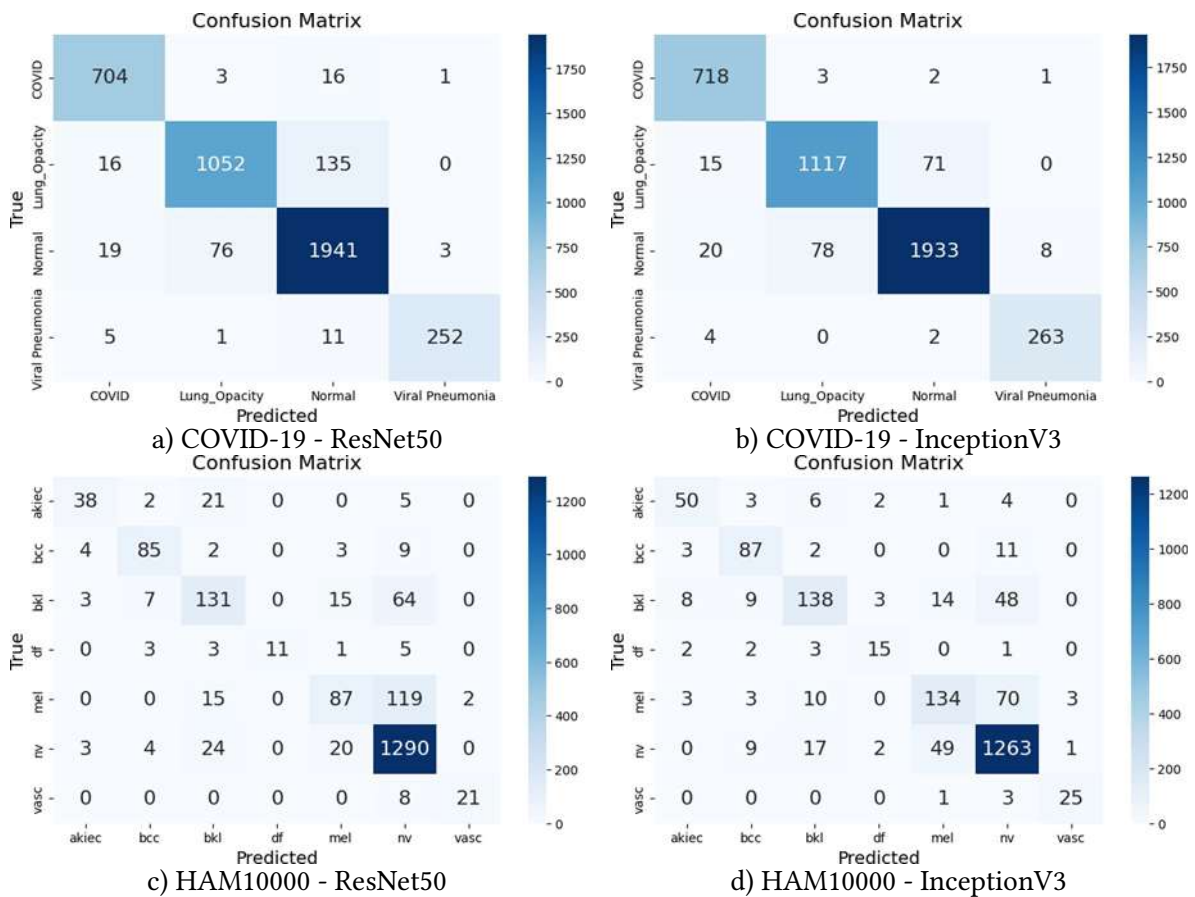 Confusion Matrix
True
COVID 704 3 16 1
Lung_Opacity 16 1052 135 0
Normal 19 76 1941 3
Viral Pneumonia 5 1 11 252
COVID Lung_Opacity Normal Viral Pneumonia
Predicted
1750
1500
1250
1000
750
500
250
0
a) COVID-19 - ResNet50
Confusion Matrix
True
COVID 718 3 2 1
Lung_Opacity 15 1117 71 0
Normal 20 78 1933 8
Viral Pneumonia 4 0 2 263
COVID Lung_Opacity Normal Viral Pneumonia
Predicted
1750
1500
1250
1000
750
500
250
0
b) COVID-19 - InceptionV3
Confusion Matrix
True
akiec 38 2 21 0 0 5 0
bcc 4 85 2 0 3 9 0
bkl 3 7 131 0 15 64 0
df 0 3 3 11 1 5 0
mel 0 0 15 0 87 119 2
nv 3 4 24 0 20 1290 0
vasc 0 0 0 0 0 8 21
akiec bcc bkl df mel nv vasc
Predicted
1200
1000
800
600
400
200
0
c) HAM10000 - ResNet50
Confusion Matrix
True
akiec 50 3 6 2 1 4 0
bcc 3 87 2 0 0 11 0
bkl 8 9 138 3 14 48 0
df 2 2 3 15 0 1 0
mel 3 3 10 0 134 70 3
nv 0 9 17 2 49 1263 1
vasc 0 0 0 0 1 3 25
akiec bcc bkl df mel nv vasc
Predicted
1200
1000
800
600
400
200
0
d) HAM10000 - InceptionV3